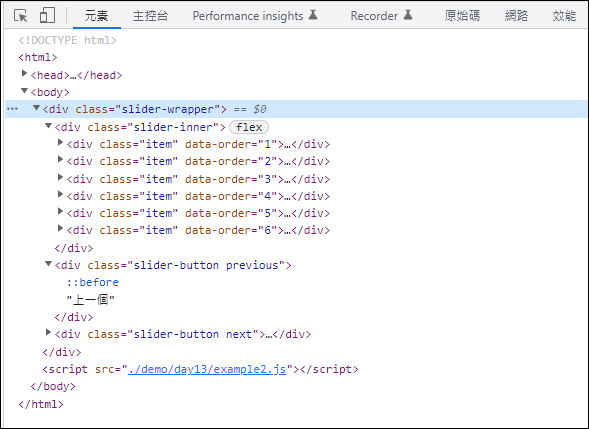 元素 主控台 Performance insights Recorder 原始碼 網路 效能
<!DOCTYPE html>
<html>
<head>…</head>
<body>
… <div class="slider-wrapper"> == $0
<div class="slider-inner"> flex
<div class="item" data-order="1">…</div>
<div class="item" data-order="2">…</div>
<div class="item" data-order="3">…</div>
<div class="item" data-order="4">…</div>
<div class="item" data-order="5">…</div>
<div class="item" data-order="6">…</div>
</div>
<div class="slider-button previous">
::before
"上一個"
</div>
<div class="slider-button next">…</div>
</div>
<script src="./demo/day13/example2.js"></script>
</body>
</html>